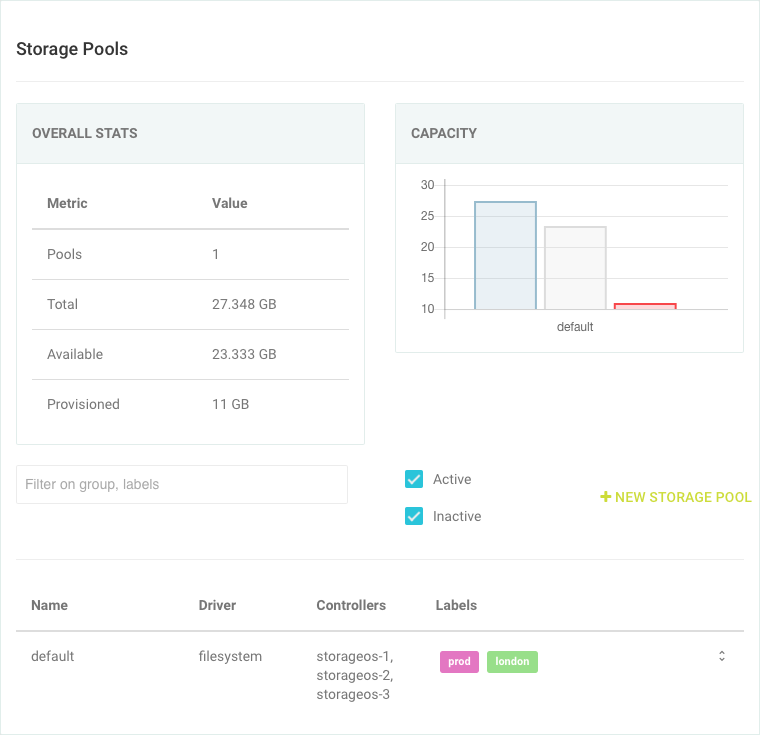 Storage Pools
OVERALL STATS
Metric Value
Pools 1
Total 27.348 GB
Available 23.333 GB
Provisioned 11 GB
CAPACITY
30
25
20
15
10
default
Filter on group, labels
Active
Inactive
NEW STORAGE POOL
Name Driver Controllers Labels
default filesystem storageos-1, prod london
storageos-2,
storageos-3